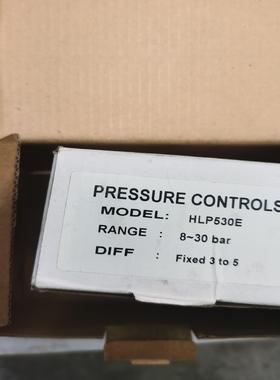 PRESSURE CONTROLS
MODEL: HLP530E
RANGE : 8~30 bar
DIFF : Fixed 3 to 5